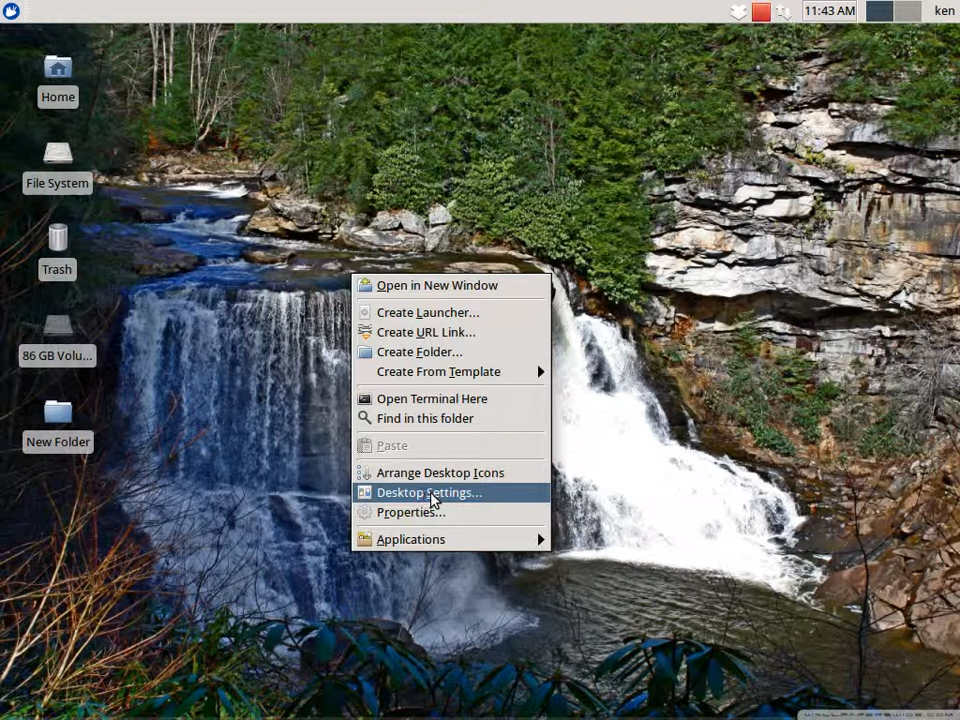 11:43 AM
ken
Home
File System
Trash
86 GB Volu...
New Folder
Open in New Window
Create Launcher...
Create URL Link...
Create Folder...
Create From Template
Open Terminal Here
Find in this folder
Paste
Arrange Desktop Icons
Desktop Settings...
Properties...
Applications